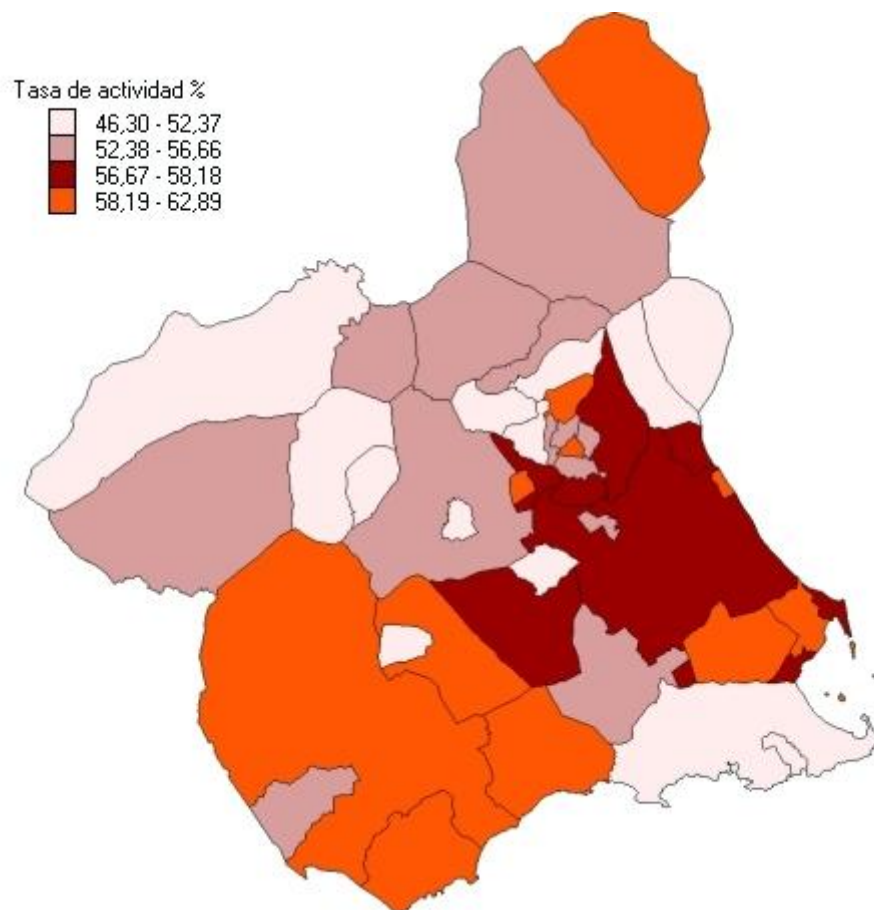 Tasa de actividad %
46,30 - 52,37
52,38 - 56,66
56,67 - 58,18
58,19 - 62,89